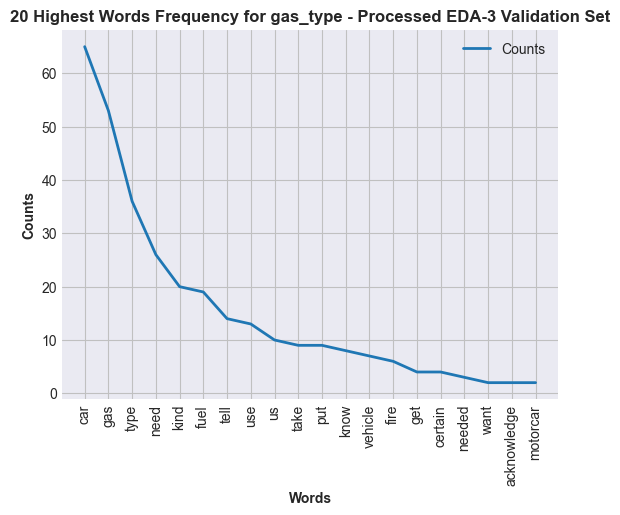 20 Highest Words Frequency for gas_type - Processed EDA-3 Validation Set
Counts
60
50
40
30
20
10
0
Counts
car
gas
type
need
kind
fuel
tell
use
us
take
put
know
vehicle
fire
get
certain
needed
want
acknowledge
motorcar
Words